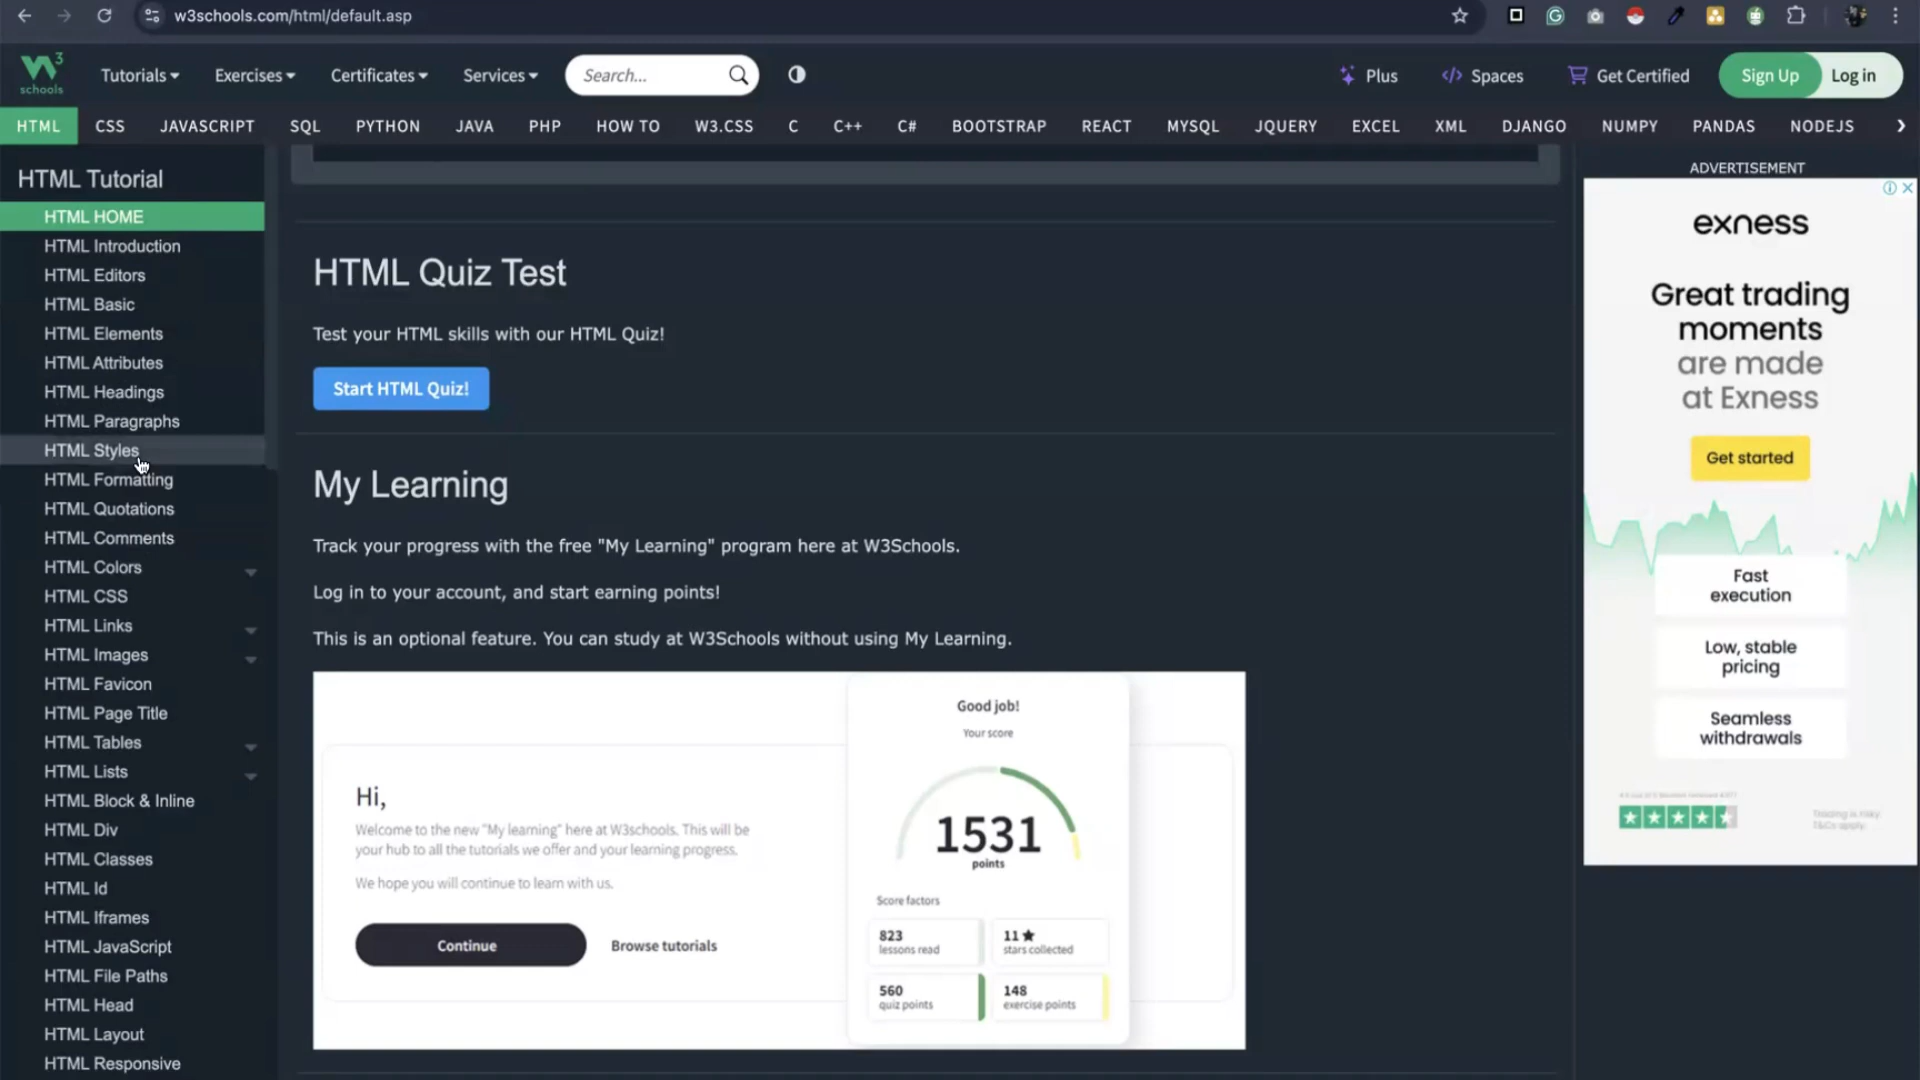 w3schools.com/html/default.asp
W3 schools
Tutorials
Exercises
Certificates
Services
Search...
Plus
Spaces
Get Certified
Sign Up
Log in
HTML
CSS
JAVASCRIPT
SQL
PYTHON
JAVA
PHP
HOW TO
W3.CSS
C
C++
C#
BOOTSTRAP
REACT
MYSQL
JQUERY
EXCEL
XML
DJANGO
NUMPY
PANDAS
NODEJS
HTML Tutorial
HTML HOME
HTML Introduction
HTML Editors
HTML Basic
HTML Elements
HTML Attributes
HTML Headings
HTML Paragraphs
HTML Styles
HTML Formatting
HTML Quotations
HTML Comments
HTML Colors
HTML CSS
HTML Links
HTML Images
HTML Favicon
HTML Page Title
HTML Tables
HTML Lists
HTML Block & Inline
HTML Div
HTML Classes
HTML Id
HTML Iframes
HTML JavaScript
HTML File Paths
HTML Head
HTML Layout
HTML Responsive
HTML Quiz Test
Test your HTML skills with our HTML Quiz!
Start HTML Quiz!
My Learning
Track your progress with the free "My Learning" program here at W3Schools.
Log in to your account, and start earning points!
This is an optional feature. You can study at W3Schools without using My Learning.
Hi,
Welcome to the new "My learning" here at W3schools. This will be
your hub to all the tutorials we offer and your learning progress.
We hope you will continue to learn with us.
Continue
Browse tutorials
Good job!
Your score
1531
points
Score factors
823
lessons read
11 ★
stars collected
560
quiz points
148
exercise points
ADVERTISEMENT
exness
Great trading
moments
are made
at Exness
Get started
Fast
execution
Low, stable
pricing
Seamless
withdrawals
Trading is risky.
T&Cs apply.